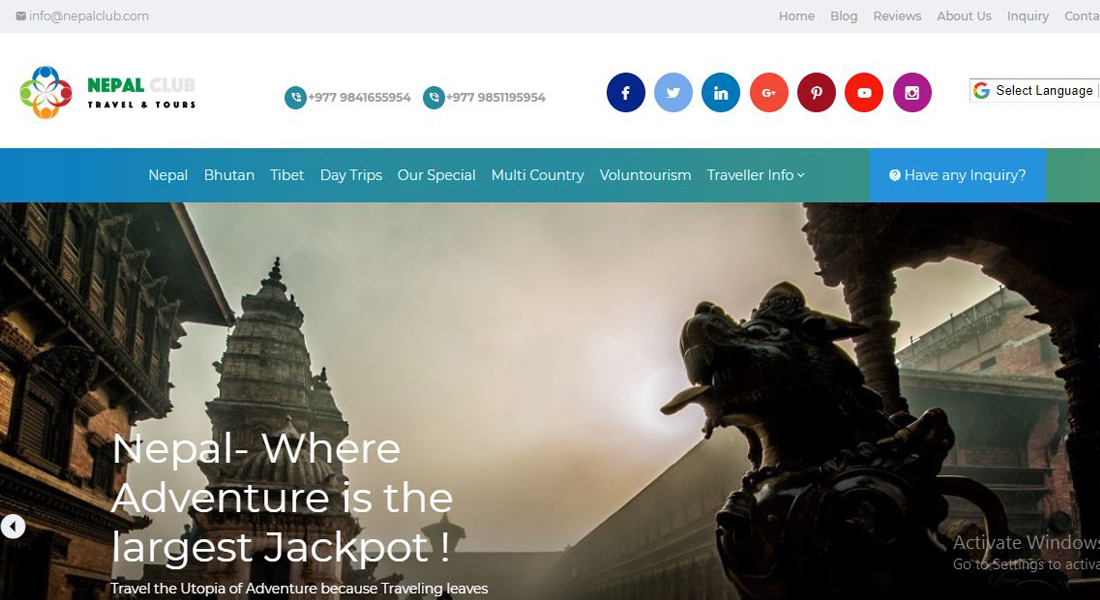 info@nepalclub.com
Home Blog Reviews About Us Inquiry Conta
NEPAL CLUB
TRAVEL & TOURS
+977 9841655954 +977 9851195954
G+
G Select Language
Nepal Bhutan Tibet Day Trips Our Special Multi Country Voluntourism Traveller Info
Have any Inquiry?
Nepal- Where
Adventure is the
largest Jackpot !
Travel the Utopia of Adventure because Traveling leaves
Activate Windows
Go to Settings to activa